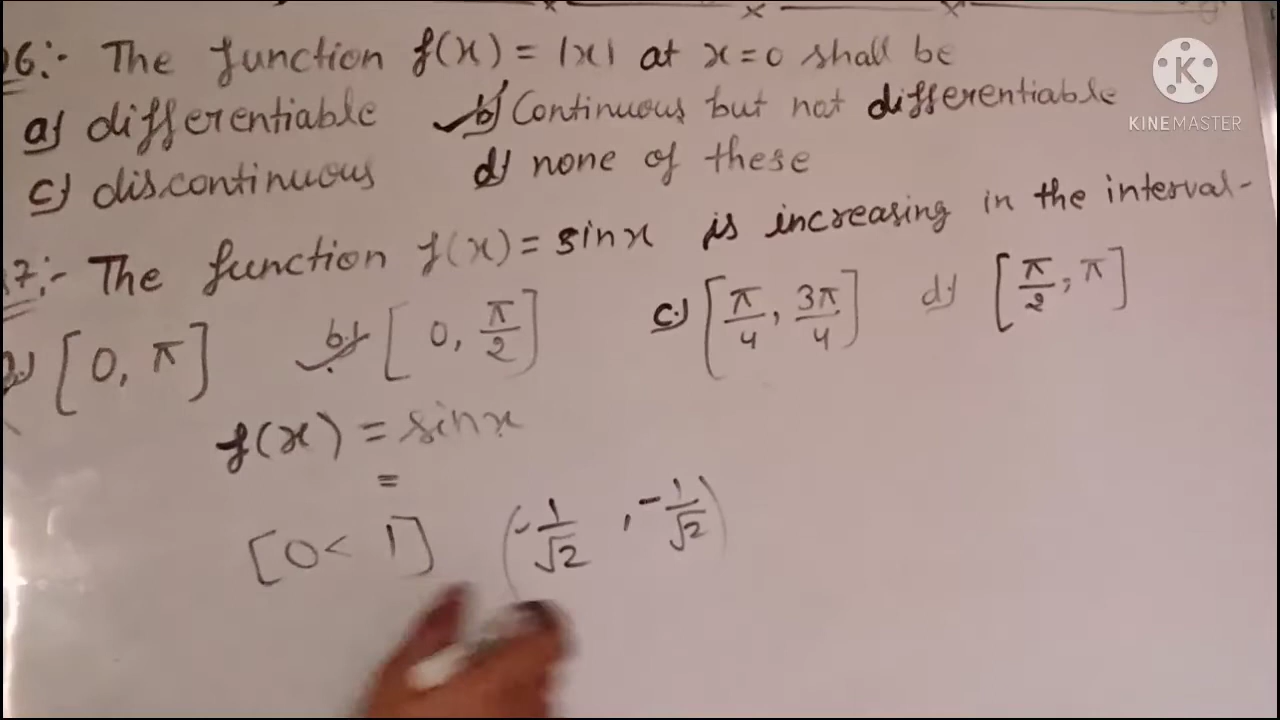 26:- The function f(x) = |x| at x=0 shall be
a) differentiable b) Continuous but not differentiable
c) discontinuous d) none of these
27:- The function f(x) = sinx is increasing in the interval-
a) [0, π] b) [0, π/2] c) [π/4, 3π/4] d) [π/2, π]
f(x) = sinx
=
[0< 1] (-1/√2, -1/√2)
K
KINEMASTER